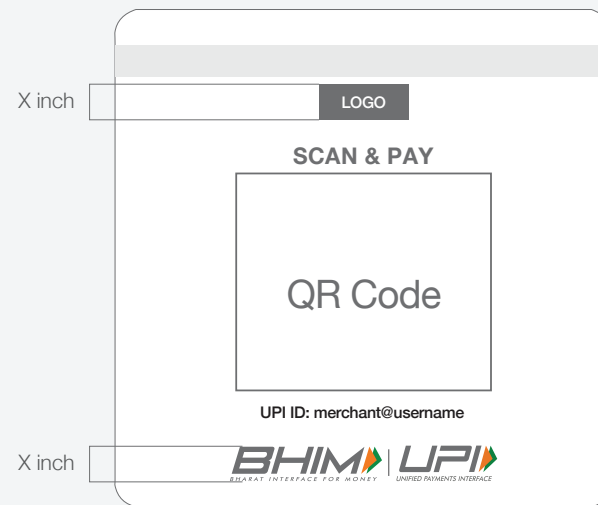 X inch
LOGO
SCAN & PAY
QR Code
UPI ID: merchant@username
X inch
BHIM | UPI
BHARAT INTERFACE FOR MONEY UNIFIED PAYMENTS INTERFACE